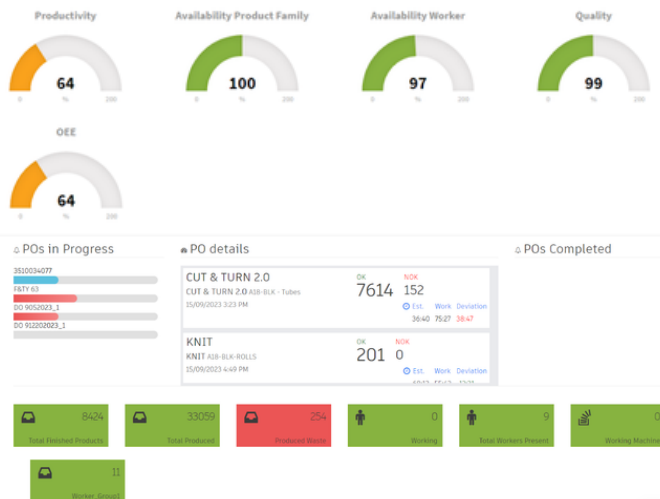 Productivity
Availability Product Family
Availability Worker
Quality
64
100
97
99
0 % 200
0 % 200
0 % 200
0 % 200
OEE
64
0 % 200
POs in Progress
PO details
POs Completed
3510034077
F&TY 63
DO 9052023_1
DO 912202023_1
CUT & TURN 2.0
CUT & TURN 2.0 A18-BLK - Tubes
15/09/2023 3:23 PM
OK NOK
7614 152
Est. Work Deviation
36:40 75:27 38:47
KNIT
KNIT A18-BLK-ROLLS
15/09/2023 4:49 PM
OK NOK
201 0
Est. Work Deviation
8424
Total Finished Products
33059
Total Produced
254
Produced Waste
0
Working
9
Total Workers Present
0
Working Machine
11
Worker Group1